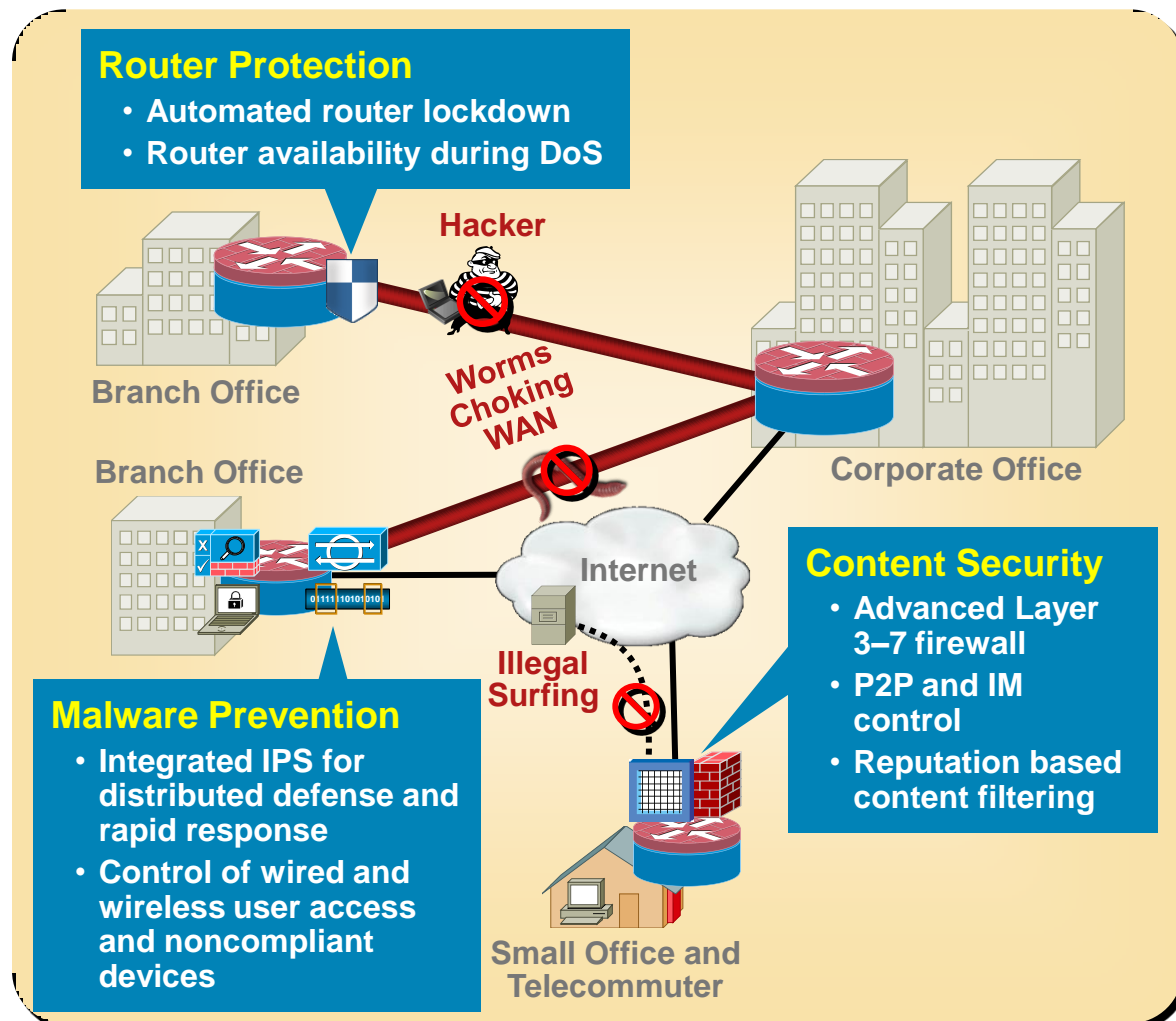 Router Protection
• Automated router lockdown
• Router availability during DoS
Hacker
Branch Office
Worms
Choking
WAN
Corporate Office
Branch Office
X
Internet
Illegal
Surfing
Content Security
• Advanced Layer
3–7 firewall
• P2P and IM
control
• Reputation based
content filtering
Malware Prevention
• Integrated IPS for
distributed defense and
rapid response
• Control of wired and
wireless user access
and noncompliant
devices
Small Office and
Telecommuter